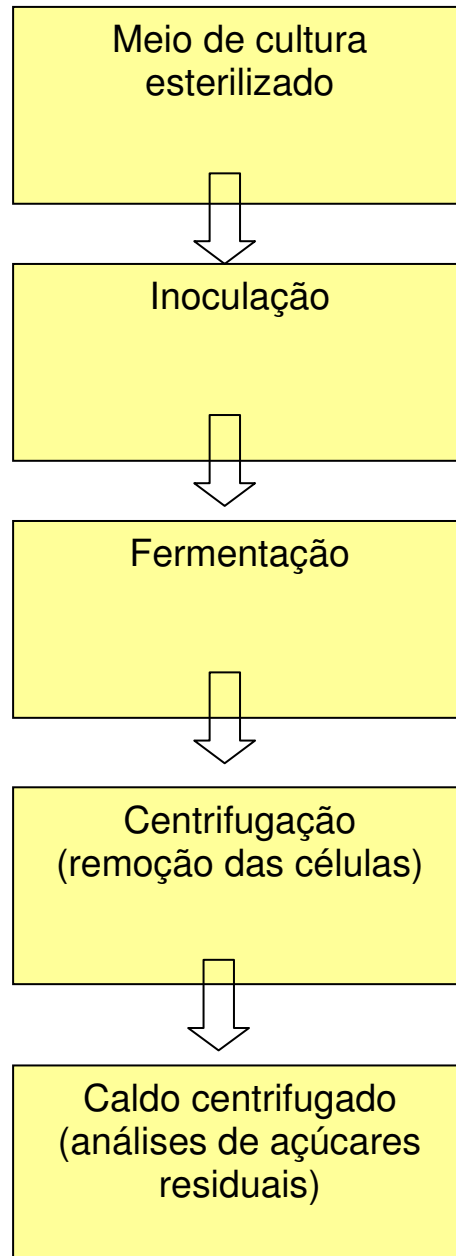 Meio de cultura
esterilizado
Inoculação
Fermentação
Centrifugação
(remoção das células)
Caldo centrifugado
(análises de açúcares
residuais)